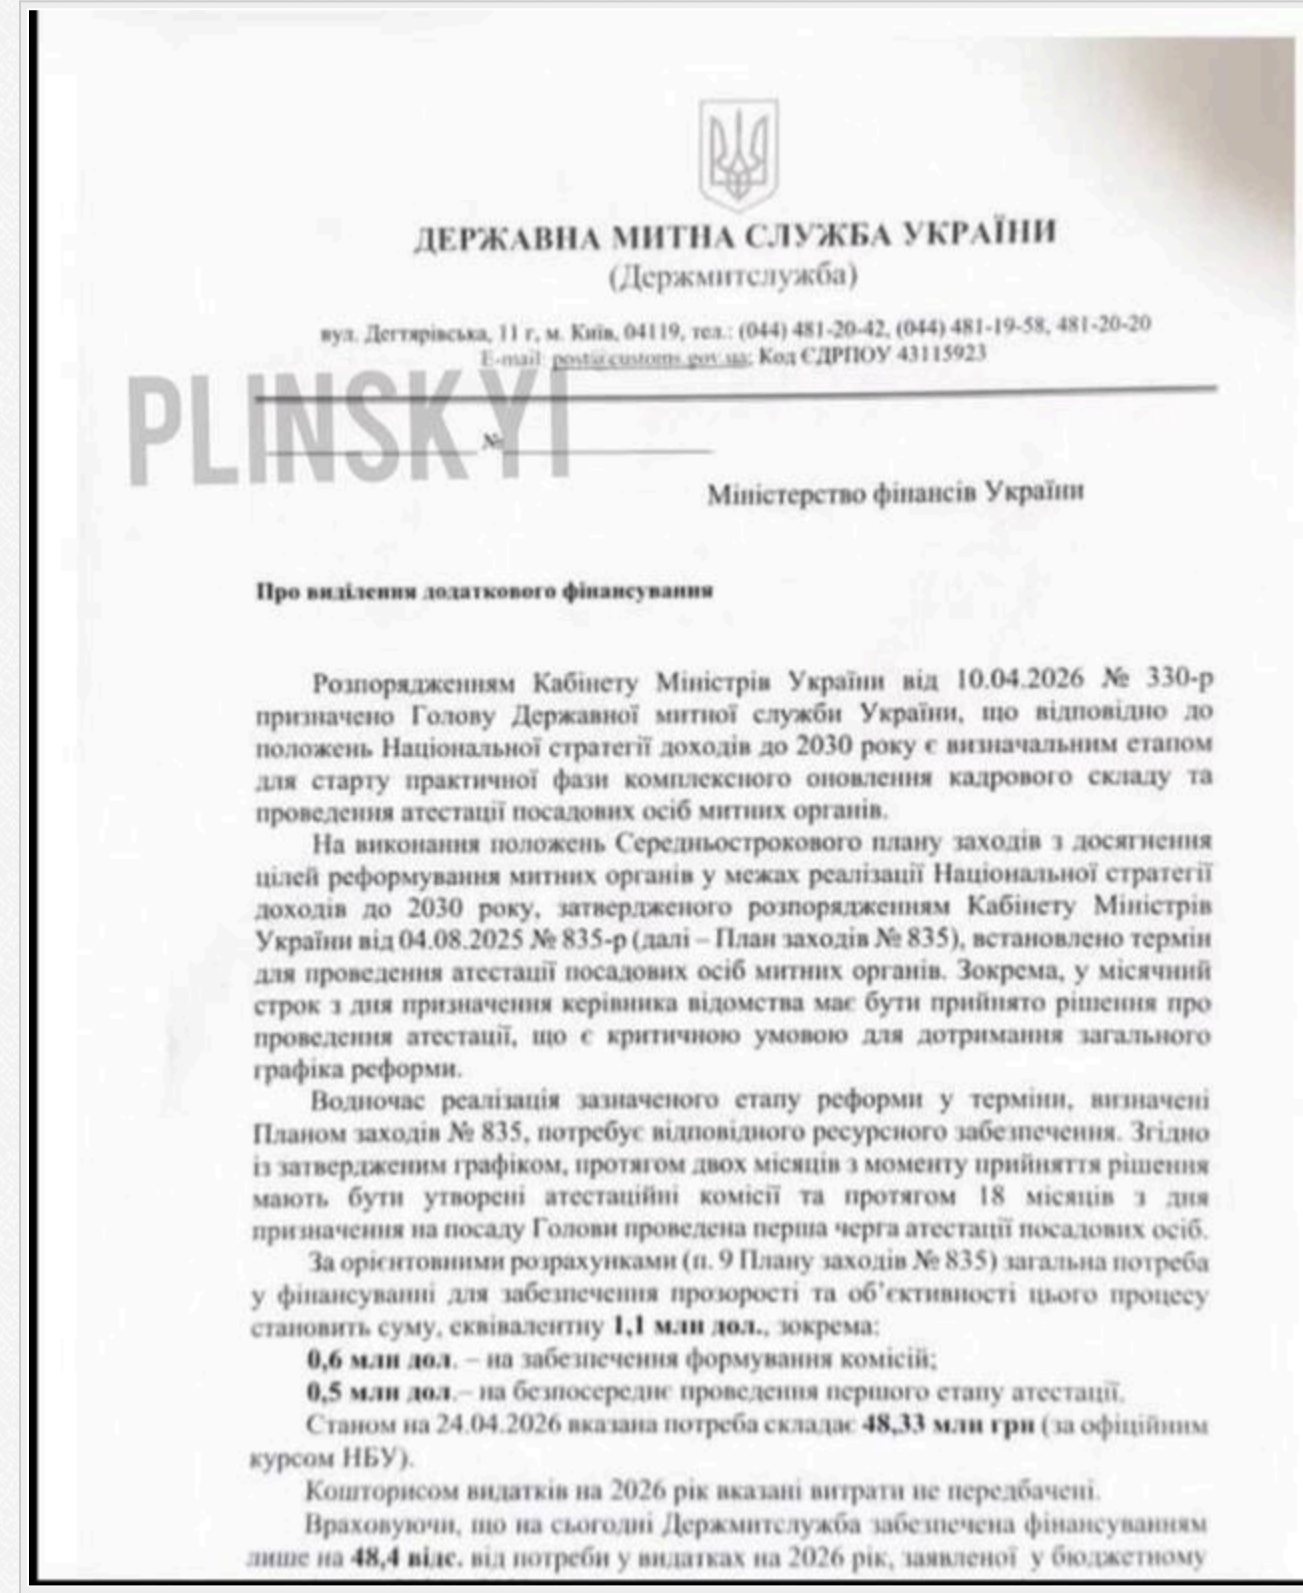 ДЕРЖАВНА МИТНА СЛУЖБА УКРАЇНИ
(Держмитслужба)
вул. Дегтярівська, 11 г, м. Київ, 04119, тел.: (044) 481-20-42, (044) 481-19-58, 481-20-20
E-mail: post@customs.gov.ua; Код ЄДРПОУ 43115923
PLINSKYI
№
Міністерство фінансів України
Про виділення додаткового фінансування
Розпорядженням Кабінету Міністрів України від 10.04.2026 № 330-р
призначено Голову Державної митної служби України, що відповідно до
положень Національної стратегії доходів до 2030 року є визначальним етапом
для старту практичної фази комплексного оновлення кадрового складу та
проведення атестації посадових осіб митних органів.
На виконання положень Середньострокового плану заходів з досягнення
цілей реформування митних органів у межах реалізації Національної стратегії
доходів до 2030 року, затвердженого розпорядженням Кабінету Міністрів
України від 04.08.2025 № 835-р (далі – План заходів № 835), встановлено термін
для проведення атестації посадових осіб митних органів. Зокрема, у місячний
строк з дня призначення керівника відомства має бути прийнято рішення про
проведення атестації, що є критичною умовою для дотримання загального
графіка реформи.
Водночас реалізація зазначеного етапу реформи у терміни, визначені
Планом заходів № 835, потребує відповідного ресурсного забезпечення. Згідно
із затвердженим графіком, протягом двох місяців з моменту прийняття рішення
мають бути утворені атестаційні комісії та протягом 18 місяців з дня
призначення на посаду Голови проведена перша черга атестації посадових осіб.
За орієнтовними розрахунками (п. 9 Плану заходів № 835) загальна потреба
у фінансуванні для забезпечення прозорості та об’єктивності цього процесу
становить суму, еквівалентну 1,1 млн дол., зокрема:
0,6 млн дол. – на забезпечення формування комісій;
0,5 млн дол.– на безпосереднє проведення першого етапу атестації.
Станом на 24.04.2026 вказана потреба складає 48,33 млн грн (за офіційним
курсом НБУ).
Кошторисом видатків на 2026 рік вказані витрати не передбачені.
Враховуючи, що на сьогодні Держмитслужба забезпечена фінансуванням
лише на 48,4 відс. від потреби у видатках на 2026 рік, заявленої у бюджетному